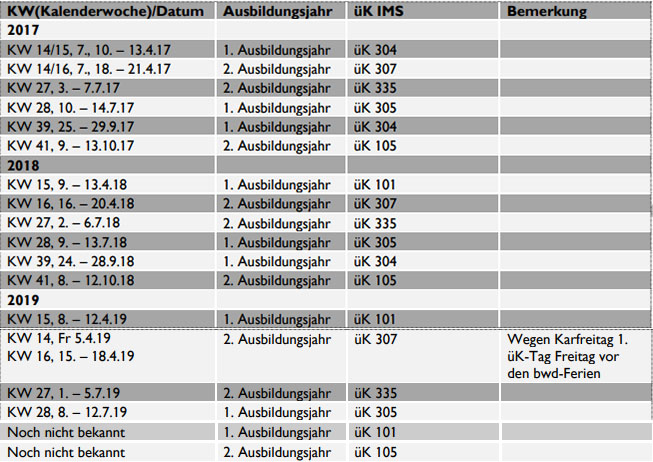 KW(Kalenderwoche)/Datum Ausbildungsjahr üK IMS Bemerkung
2017
KW 14/15, 7., 10. – 13.4.17 1. Ausbildungsjahr üK 304
KW 14/16, 7., 18. – 21.4.17 2. Ausbildungsjahr üK 307
KW 27, 3. – 7.7.17 2. Ausbildungsjahr üK 335
KW 28, 10. – 14.7.17 1. Ausbildungsjahr üK 305
KW 39, 25. – 29.9.17 1. Ausbildungsjahr üK 304
KW 41, 9. – 13.10.17 2. Ausbildungsjahr üK 105
2018
KW 15, 9. – 13.4.18 1. Ausbildungsjahr üK 101
KW 16, 16. – 20.4.18 2. Ausbildungsjahr üK 307
KW 27, 2. – 6.7.18 2. Ausbildungsjahr üK 335
KW 28, 9. – 13.7.18 1. Ausbildungsjahr üK 305
KW 39, 24. – 28.9.18 1. Ausbildungsjahr üK 304
KW 41, 8. – 12.10.18 2. Ausbildungsjahr üK 105
2019
KW 15, 8. – 12.4.19 1. Ausbildungsjahr üK 101
KW 14, Fr 5.4.19 2. Ausbildungsjahr üK 307 Wegen Karfreitag 1.
KW 16, 15. – 18.4.19 üK-Tag Freitag vor
den bwd-Ferien
KW 27, 1. – 5.7.19 2. Ausbildungsjahr üK 335
KW 28, 8. – 12.7.19 1. Ausbildungsjahr üK 305
Noch nicht bekannt 1. Ausbildungsjahr üK 101
Noch nicht bekannt 2. Ausbildungsjahr üK 105